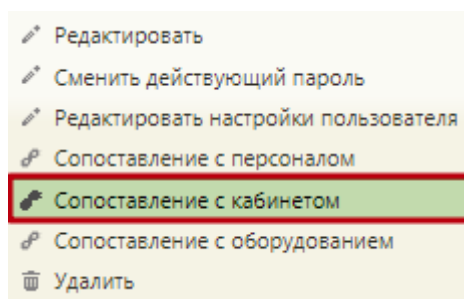 Редактировать
Сменить действующий пароль
Редактировать настройки пользователя
Сопоставление с персоналом
Сопоставление с кабинетом
Сопоставление с оборудованием
Удалить